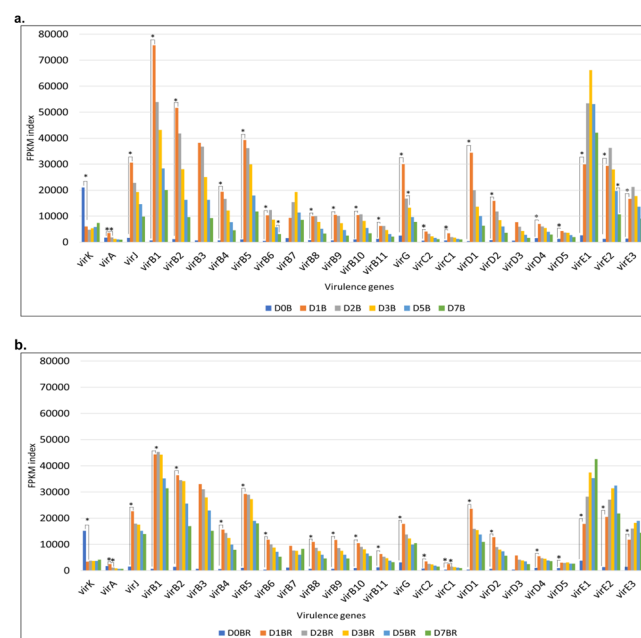 a.
80000
70000
60000
50000
40000
30000
20000
10000
0
FPKM index
virK virA virJ virB1 virB2 virB3 virB4 virB5 virB6 virB7 virB8 virB9 virB10 virB11 virG virC2 virC1 virD1 virD2 virD3 virD4 virD5 virE1 virE2 virE3
Virulence genes
D0B D1B D2B D3B D5B D7B
b.
80000
70000
60000
50000
40000
30000
20000
10000
0
FPKM index
virK virA virJ virB1 virB2 virB3 virB4 virB5 virB6 virB7 virB8 virB9 virB10 virB11 virG virC2 virC1 virD1 virD2 virD3 virD4 virD5 virE1 virE2 virE3
Virulence genes
D0BR D1BR D2BR D3BR D5BR D7BR